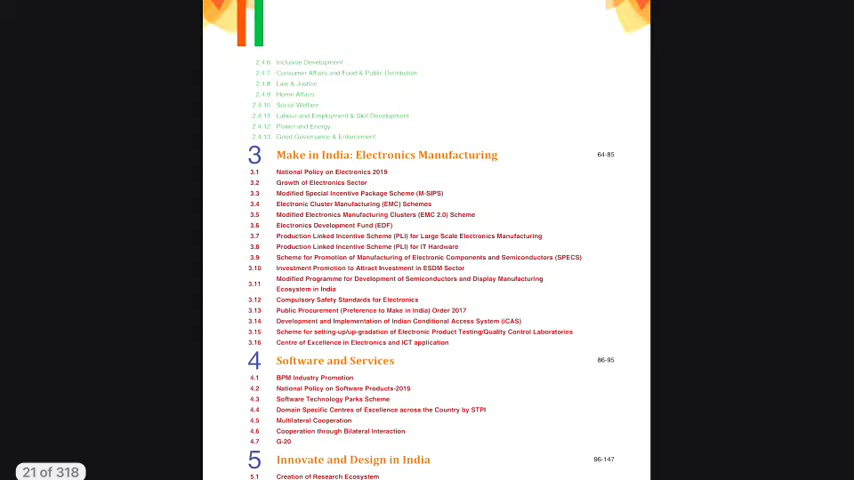 2.4.6 Inclusive Development
2.4.7 Consumer Affairs and Food & Public Distribution
2.4.8 Law & Justice
2.4.9 Home Affairs
2.4.10 Social Welfare
2.4.11 Labour and Employment & Skill Development
2.4.12 Power and Energy
2.4.13 Good Governance & Enforcement
3 Make in India: Electronics Manufacturing 64-85
3.1 National Policy on Electronics 2019
3.2 Growth of Electronics Sector
3.3 Modified Special Incentive Package Scheme (M-SIPS)
3.4 Electronic Cluster Manufacturing (EMC) Schemes
3.5 Modified Electronics Manufacturing Clusters (EMC 2.0) Scheme
3.6 Electronics Development Fund (EDF)
3.7 Production Linked Incentive Scheme (PLI) for Large Scale Electronics Manufacturing
3.8 Production Linked Incentive Scheme (PLI) for IT Hardware
3.9 Scheme for Promotion of Manufacturing of Electronic Components and Semiconductors (SPECS)
3.10 Investment Promotion to Attract Investment in ESDM Sector
3.11 Modified Programme for Development of Semiconductors and Display Manufacturing
Ecosystem in India
3.12 Compulsory Safety Standards for Electronics
3.13 Public Procurement (Preference to Make in India) Order 2017
3.14 Development and Implementation of Indian Conditional Access System (iCAS)
3.15 Scheme for setting-up/up-gradation of Electronic Product Testing/Quality Control Laboratories
3.16 Centre of Excellence in Electronics and ICT application
4 Software and Services 86-95
4.1 BPM Industry Promotion
4.2 National Policy on Software Products-2019
4.3 Software Technology Parks Scheme
4.4 Domain Specific Centres of Excellence across the Country by STPI
4.5 Multilateral Cooperation
4.6 Cooperation through Bilateral Interaction
4.7 G-20
5 Innovate and Design in India 96-147
5.1 Creation of Research Ecosystem
21 of 318